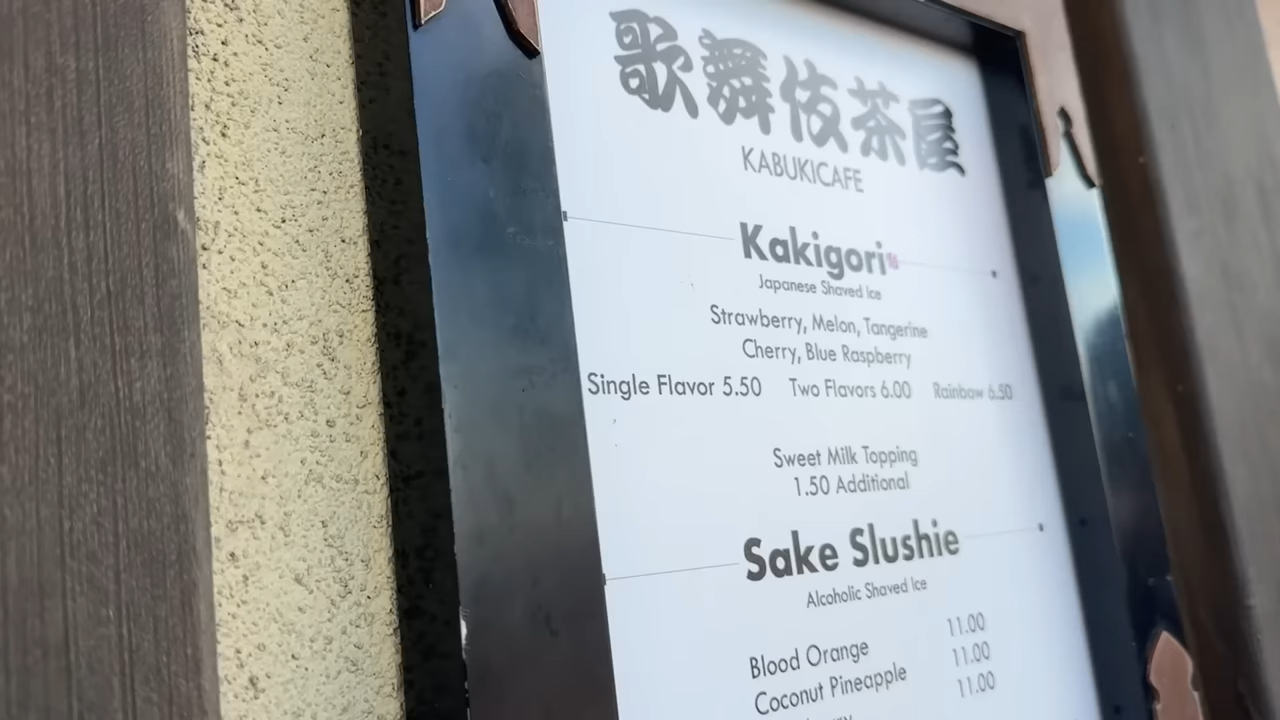 歌舞伎茶屋
KABUKICAFE
Kakigori
Japanese Shaved Ice
Strawberry, Melon, Tangerine
Cherry, Blue Raspberry
Single Flavor 5.50 Two Flavors 6.00 Rainbow 6.50
Sweet Milk Topping
1.50 Additional
Sake Slushie
Alcoholic Shaved Ice
Blood Orange 11.00
Coconut Pineapple 11.00
11.00